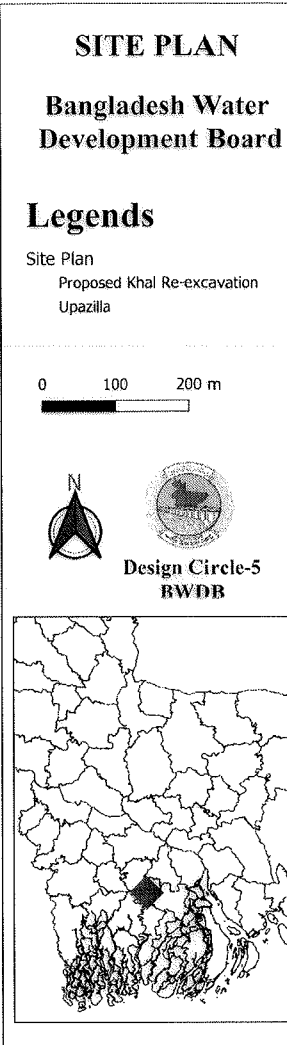 SITE PLAN
Bangladesh Water
Development Board
Legends
Site Plan
Proposed Khal Re-excavation
Upazilla
0 100 200 m
N
Design Circle-5
BWDB